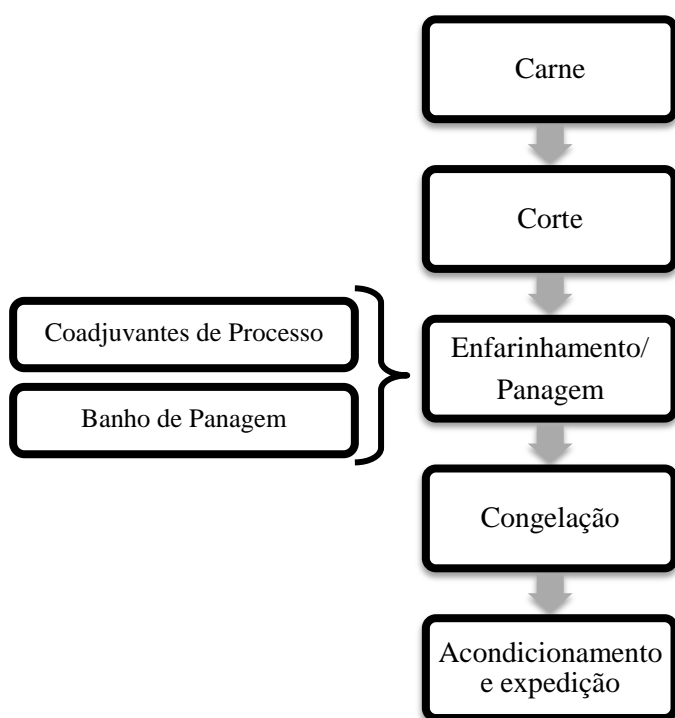 Carne
Corte
Coadjuvantes de Processo
Banho de Panagem
Enfarinhamento/
Panagem
Congelação
Acondicionamento
e expedição